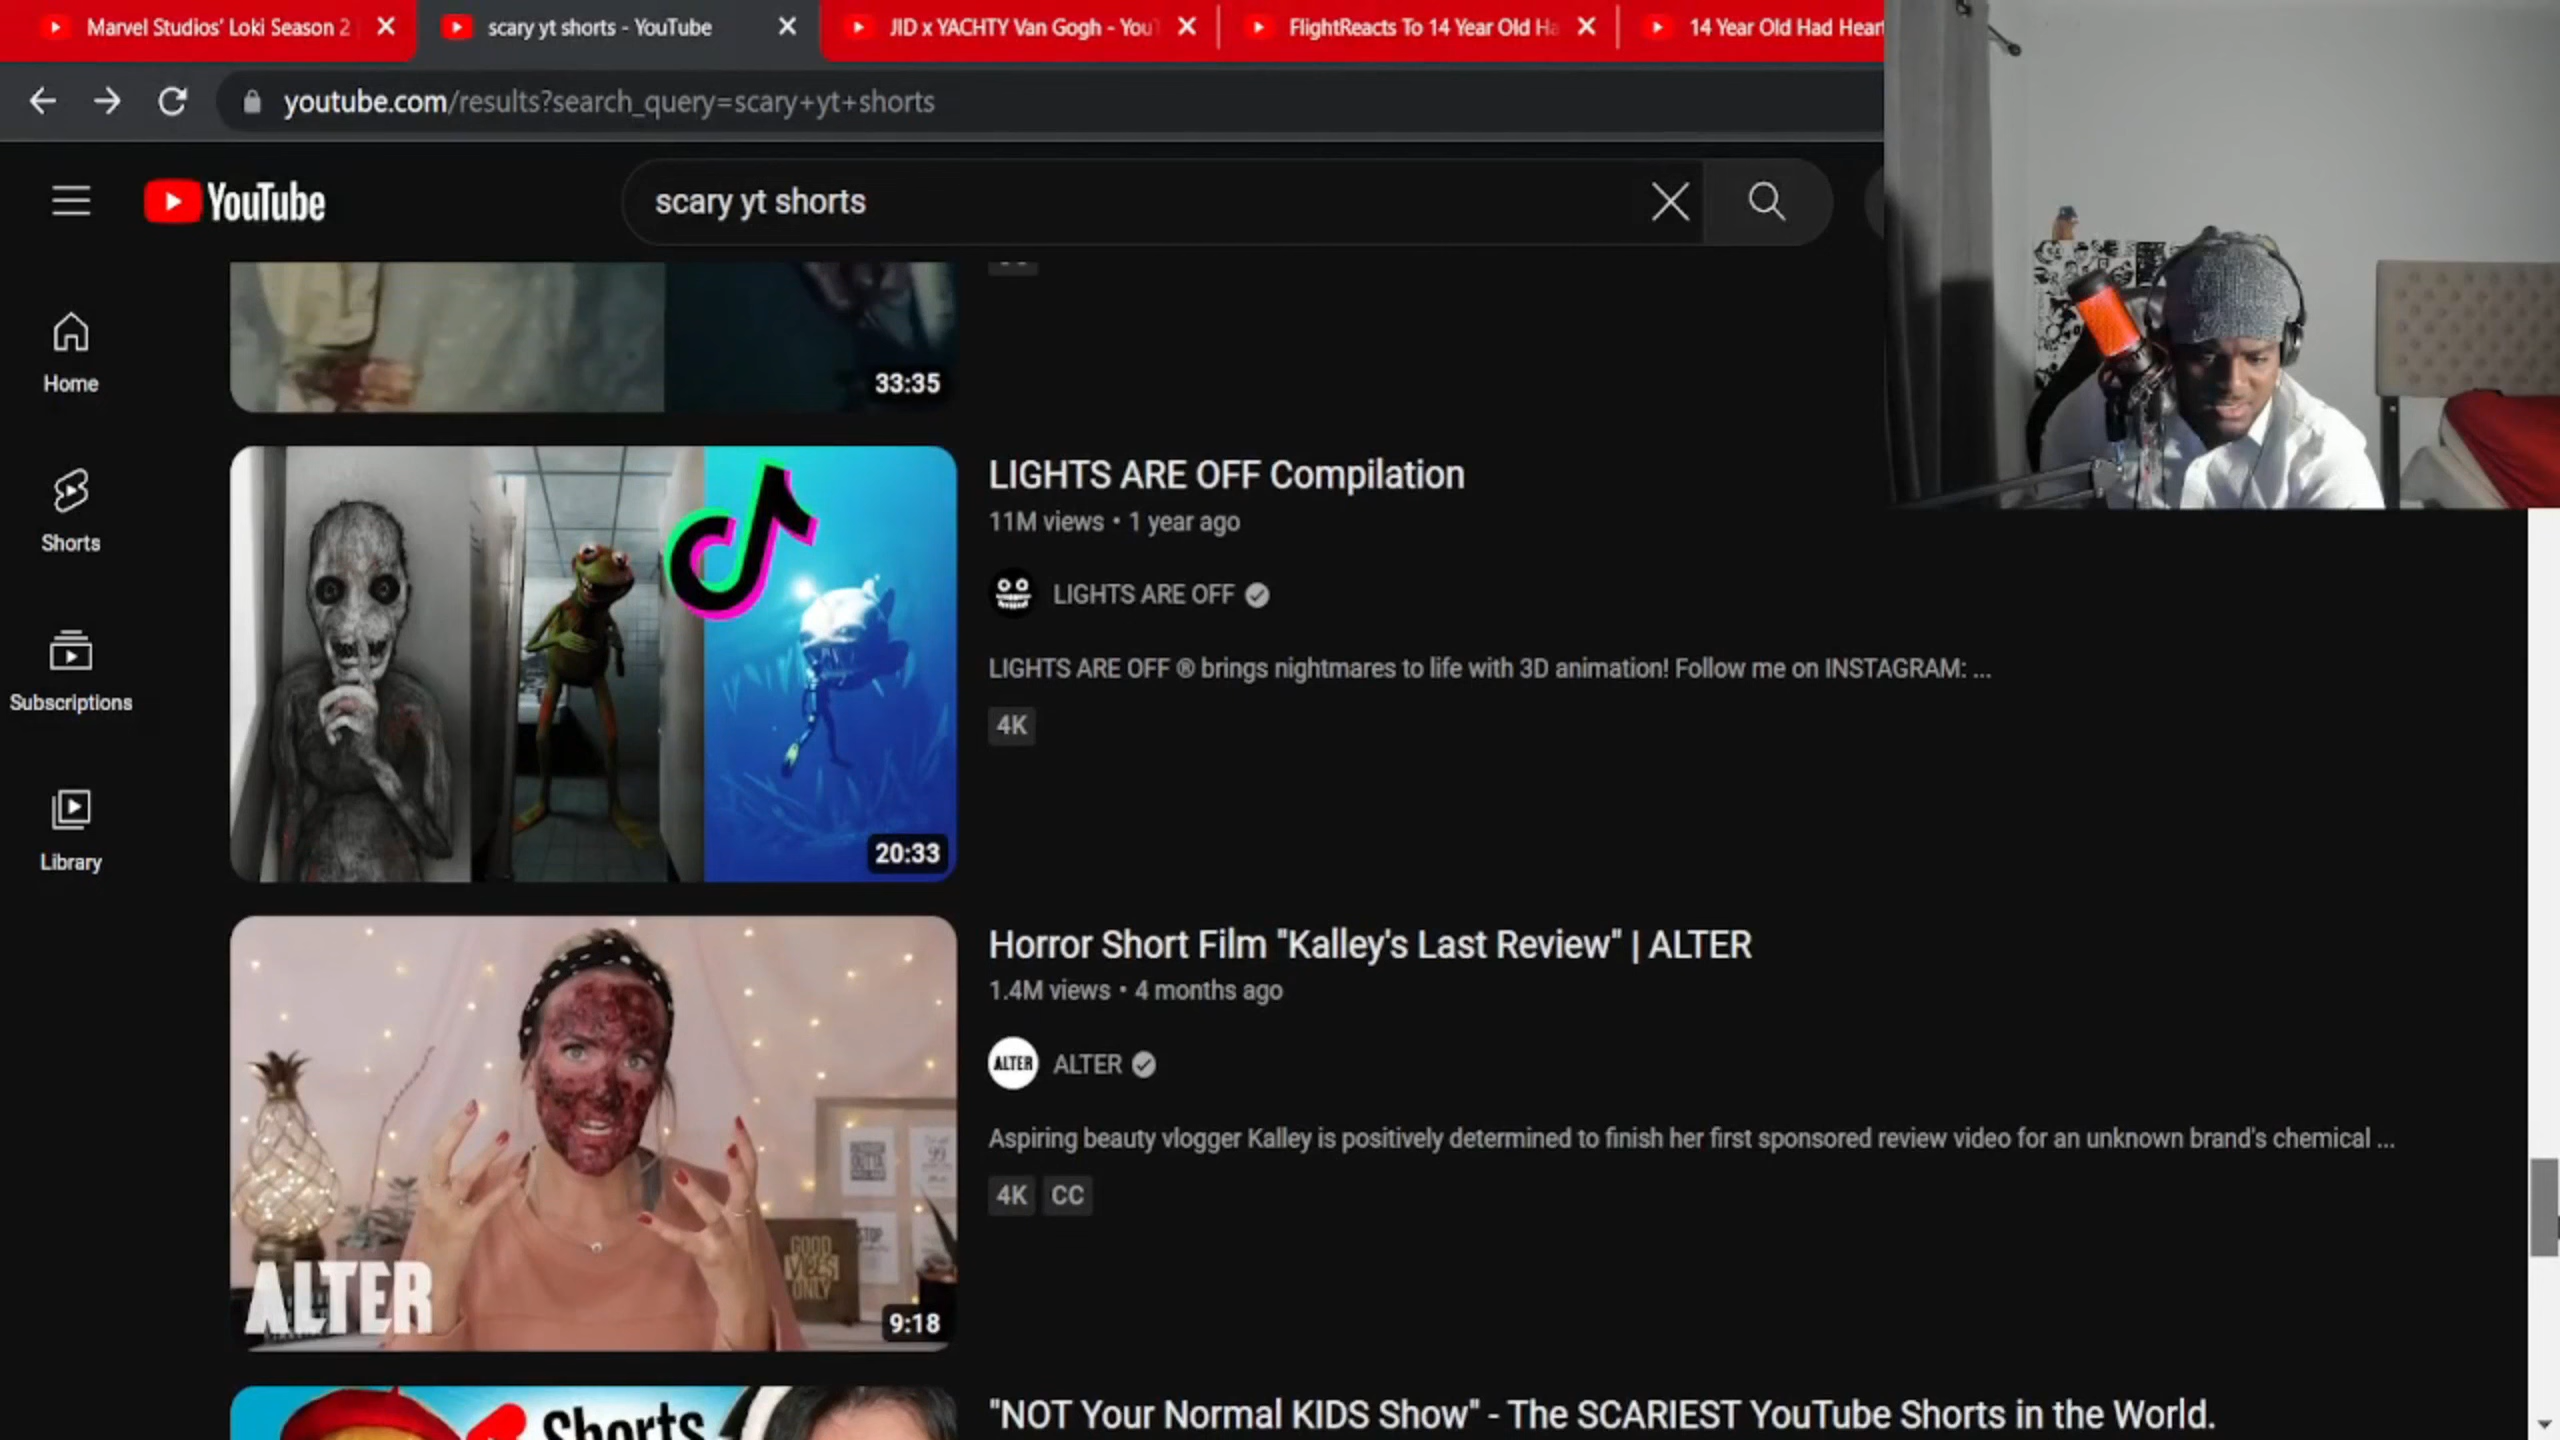 Marvel Studios' Loki Season 2
scary yt shorts - YouTube
JID x YACHTY Van Gogh - You
FlightReacts To 14 Year Old Ha
14 Year Old Had Heart
youtube.com/results?search_query=scary+yt+shorts
YouTube
scary yt shorts
Home
Shorts
Subscriptions
Library
33:35
20:33
LIGHTS ARE OFF Compilation
11M views • 1 year ago
LIGHTS ARE OFF
LIGHTS ARE OFF ® brings nightmares to life with 3D animation! Follow me on INSTAGRAM: ...
4K
GOOD
VIBES
ONLY
ALTER
9:18
Horror Short Film "Kalley's Last Review" | ALTER
1.4M views • 4 months ago
ALTER
ALTER
Aspiring beauty vlogger Kalley is positively determined to finish her first sponsored review video for an unknown brand's chemical ...
4K CC
Shorts
"NOT Your Normal KIDS Show" - The SCARIEST YouTube Shorts in the World.